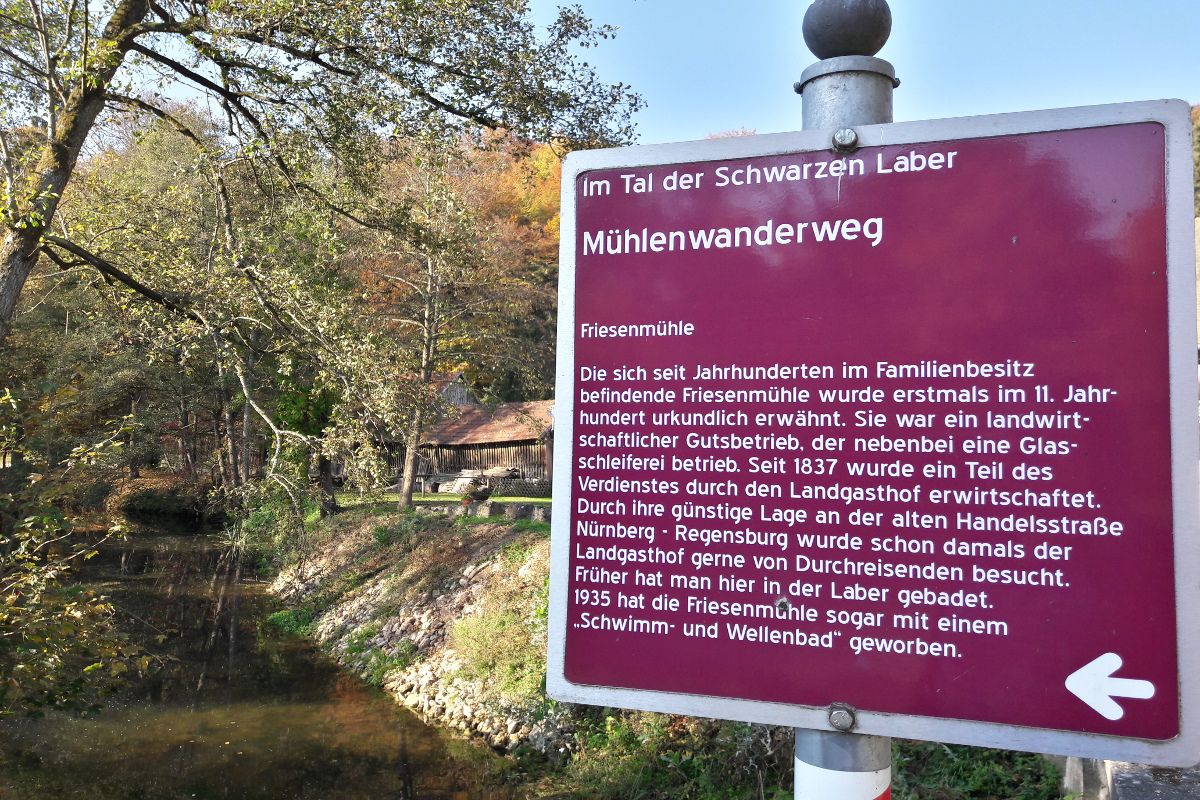 Im Tal der Schwarzen Laber
Mühlenwanderweg
Friesenmühle
Die sich seit Jahrhunderten im Familienbesitz
befindende Friesenmühle wurde erstmals im 11. Jahr-
hundert urkundlich erwähnt. Sie war ein landwirt-
schaftlicher Gutsbetrieb, der nebenbei eine Glas-
schleiferei betrieb. Seit 1837 wurde ein Teil des
Verdienstes durch den Landgasthof erwirtschaftet.
Durch ihre günstige Lage an der alten Handelsstraße
Nürnberg - Regensburg wurde schon damals der
Landgasthof gerne von Durchreisenden besucht.
Früher hat man hier in der Laber gebadet.
1935 hat die Friesenmühle sogar mit einem
„Schwimm- und Wellenbad“ geworben.